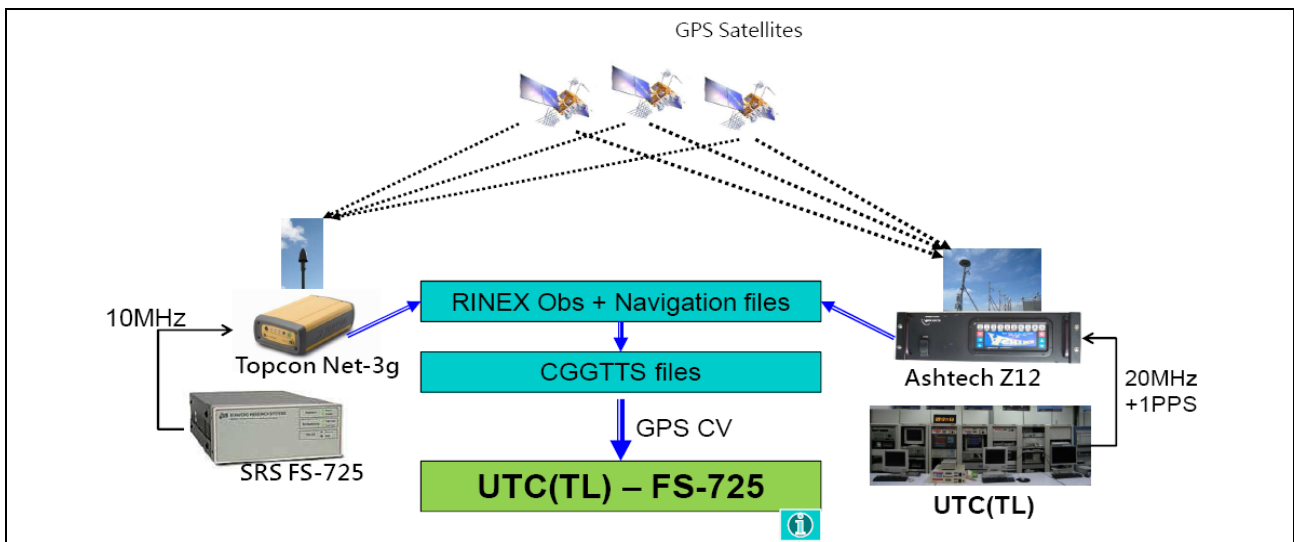 GPS Satellites
10MHz
Topcon Net-3g
SRS FS-725
RINEX Obs + Navigation files
CGGTTS files
GPS CV
UTC(TL) – FS-725
Ashtech Z12
20MHz
+1PPS
UTC(TL)